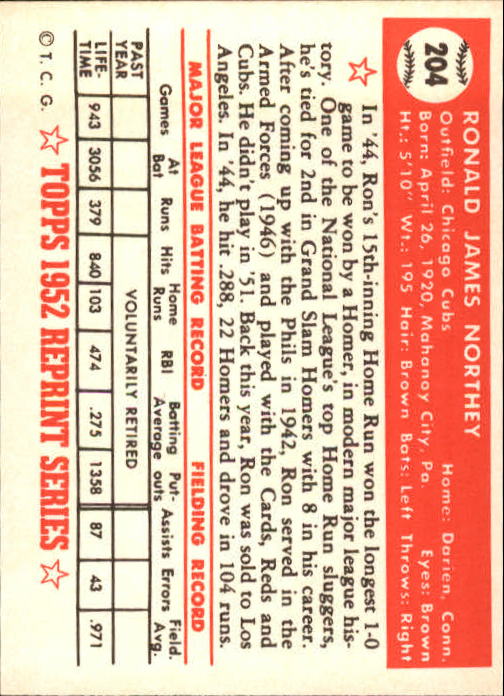 204
RONALD JAMES NORTHEY
Outfield: Chicago Cubs Home: Darien, Conn.
Born: April 26, 1920, Mahanoy City, Pa. Eyes: Brown
Ht.: 5'10" Wt.: 195 Hair: Brown Bats: Left Throws: Right
In '44, Ron's 15th-inning Home Run won the longest 1-0
game to be won by a Homer, in modern major league his-
tory. One of the National League's top Home Run sluggers,
he's tied for 2nd in Grand Slam Homers with 8 in his career.
After coming up with the Phils in 1942, Ron served in the
Armed Forces (1946) and played with the Cards, Reds and
Cubs. He didn't play in '51. Back this year, Ron was sold to Los
Angeles. In '44, he hit .288, 22 Homers and drove in 104 runs.
MAJOR LEAGUE BATTING RECORD FIELDING RECORD
Games At Bat Runs Hits Home Runs RBI Batting Average Put-outs Assists Errors Field. Avg.
PAST YEAR VOLUNTARILY RETIRED
LIFE-TIME 943 3056 379 840 103 474 .275 1358 87 43 .971
© T. C. G. ☆ TOPPS 1952 REPRINT SERIES ☆